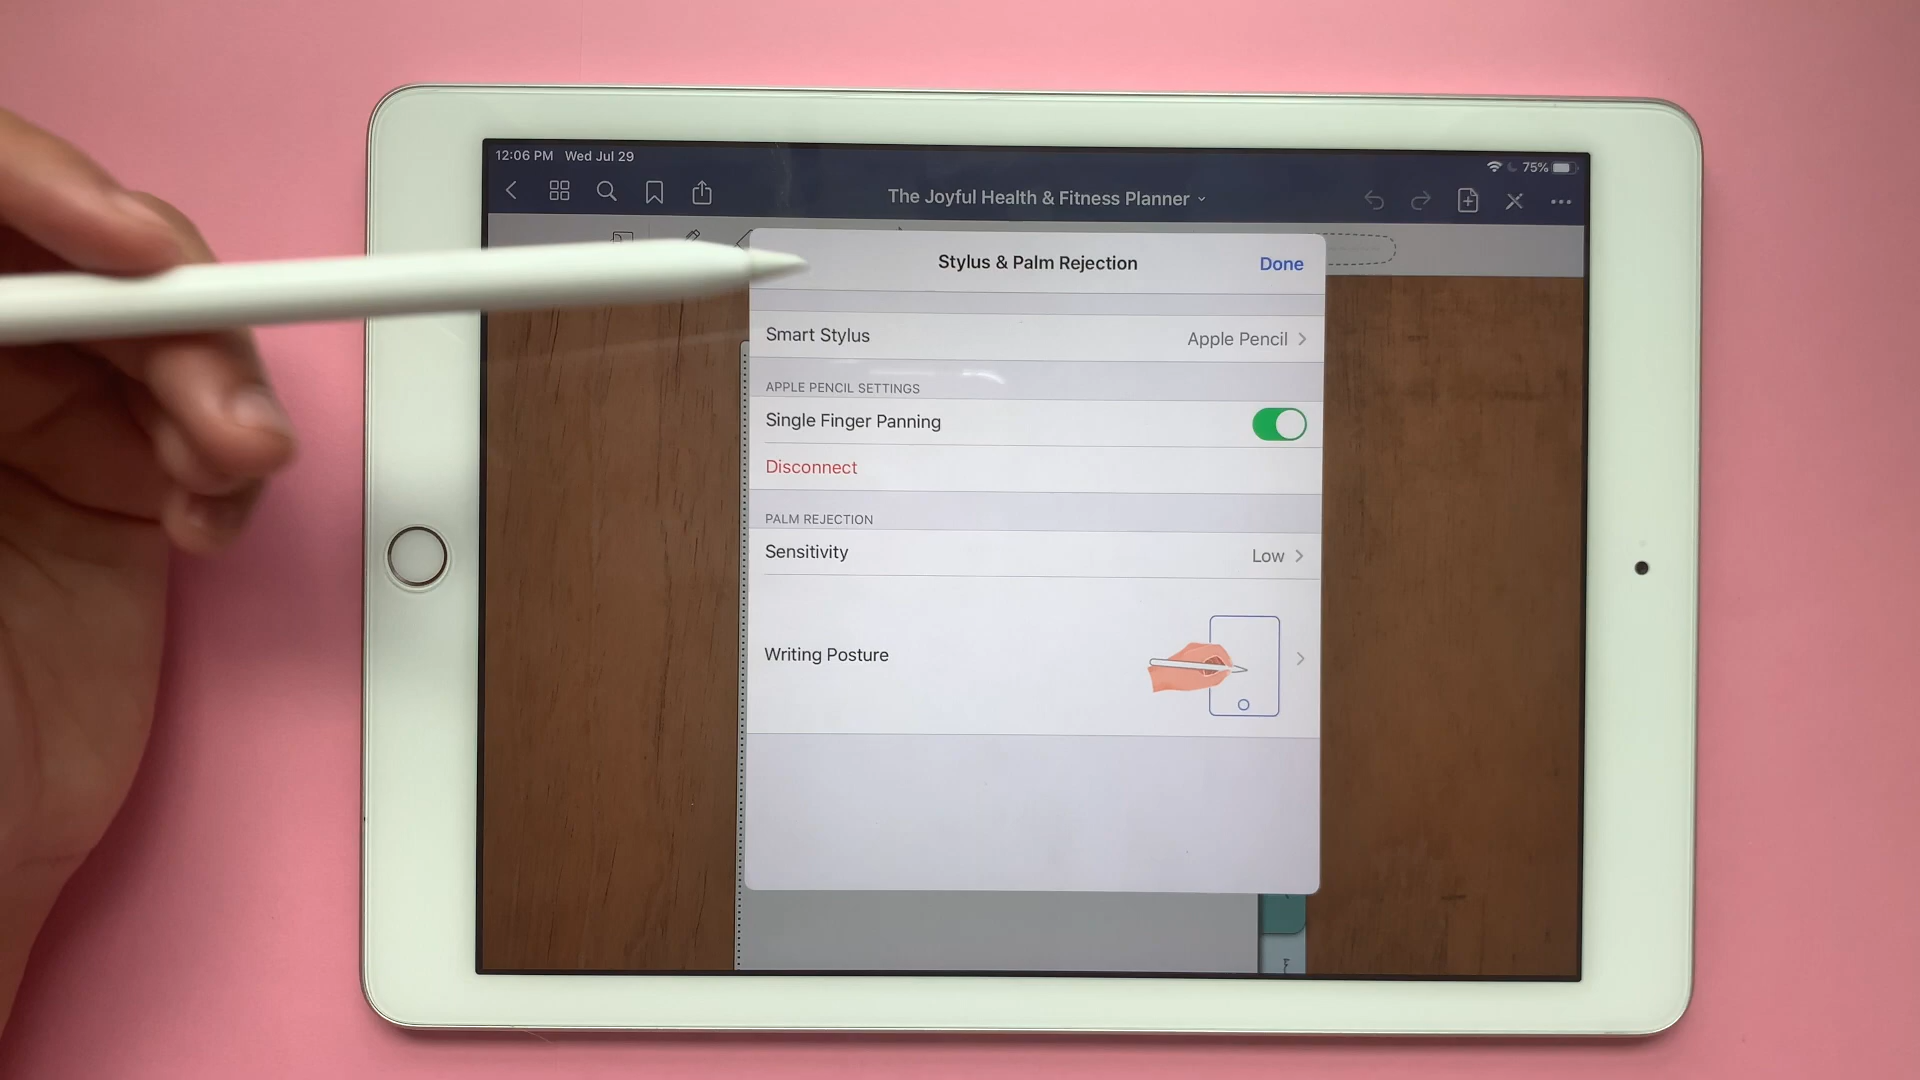 12:06 PM Wed Jul 29
75%
The Joyful Health & Fitness Planner
Stylus & Palm Rejection
Done
Smart Stylus
Apple Pencil
APPLE PENCIL SETTINGS
Single Finger Panning
Disconnect
PALM REJECTION
Sensitivity
Low
Writing Posture